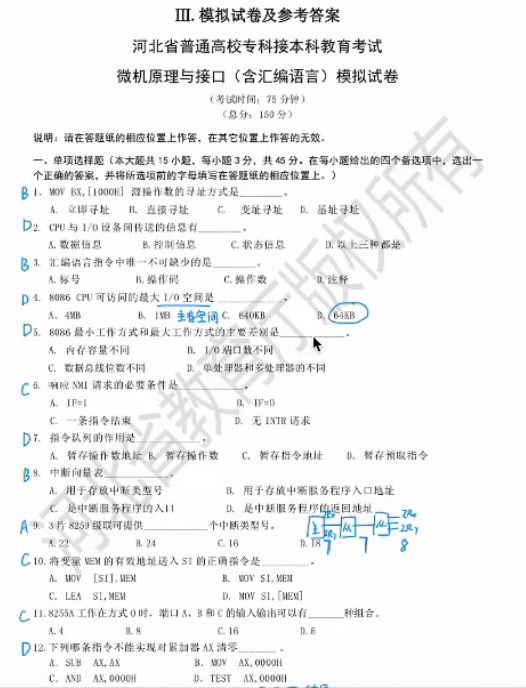 Ⅲ. 模拟试卷及参考答案
河北省普通高校专科接本科教育考试
微机原理与接口（含汇编语言）模拟试卷
（考试时间：75 分钟）
（总分：150 分）
说明：请在答题纸的相应位置上作答，在其它位置上作答的无效。
一、单项选择题（本大题共 15 小题，每小题 3 分，共 45 分。在每小题给出的四个备选项中，选出一
个正确的答案，并将所选项前的字母填写在答题纸的相应位置上。）
B 1. MOV BX,[1000H] 源操作数的寻址方式是________。
A. 立即寻址 B. 直接寻址 C. 变址寻址 D. 基址寻址
D 2. CPU 与 I/O 设备间传送的信息有________。
A.数据信息 B.控制信息 C.状态信息 D.以上三种都是
B 3. 汇编语言指令中唯一不可缺少的是________。
A.标号 B.操作码 C.操作数 D.注释
D 4. 8086 CPU 可访问的最大 I/O 空间是________。
A. 4MB B. 1MB 主存空间 C. 640KB D. 64KB
D 5. 8086 最小工作方式和最大工作方式的主要差别是________。
A. 内存容量不同 B. I/O 端口数不同
C. 数据总线位数不同 D. 单处理器和多处理器的不同
C 6. 响应 NMI 请求的必要条件是________。
A. IF=1 B. IF=0
C. 一条指令结束 D. 无 INTR 请求
D 7. 指令队列的作用是________。
A. 暂存操作数地址 B. 暂存操作数 C. 暂存指令地址 D. 暂存预取指令
B 8. 中断向量表________。
A. 用于存放中断类型号 B. 用于存放中断服务程序入口地址
C. 是中断服务程序的入口 D. 是中断服务程序的返回地址
A 9. 3 片 8259 级联可提供________个中断类型号。
A.22 B.24 C.16 D.18
7 7 8
C 10. 将变量 MEM 的有效地址送入 SI 的正确指令是________。
A. MOV [SI],MEM B. MOV SI,MEM
C. LEA SI,MEM D. MOV SI,[MEM]
C 11. 8255A 工作在方式 0 时，端口 A、B 和 C 的输入输出可以有________种组合。
A.4 B.8 C.16 D.6
D 12. 下列哪条指令不能实现对累加器 AX 清零________。
A. SUB AX,AX B. MOV AX,0000H
C. AND AX,0000H D. TEST AX,0000H
河北省教育考试院版权所有